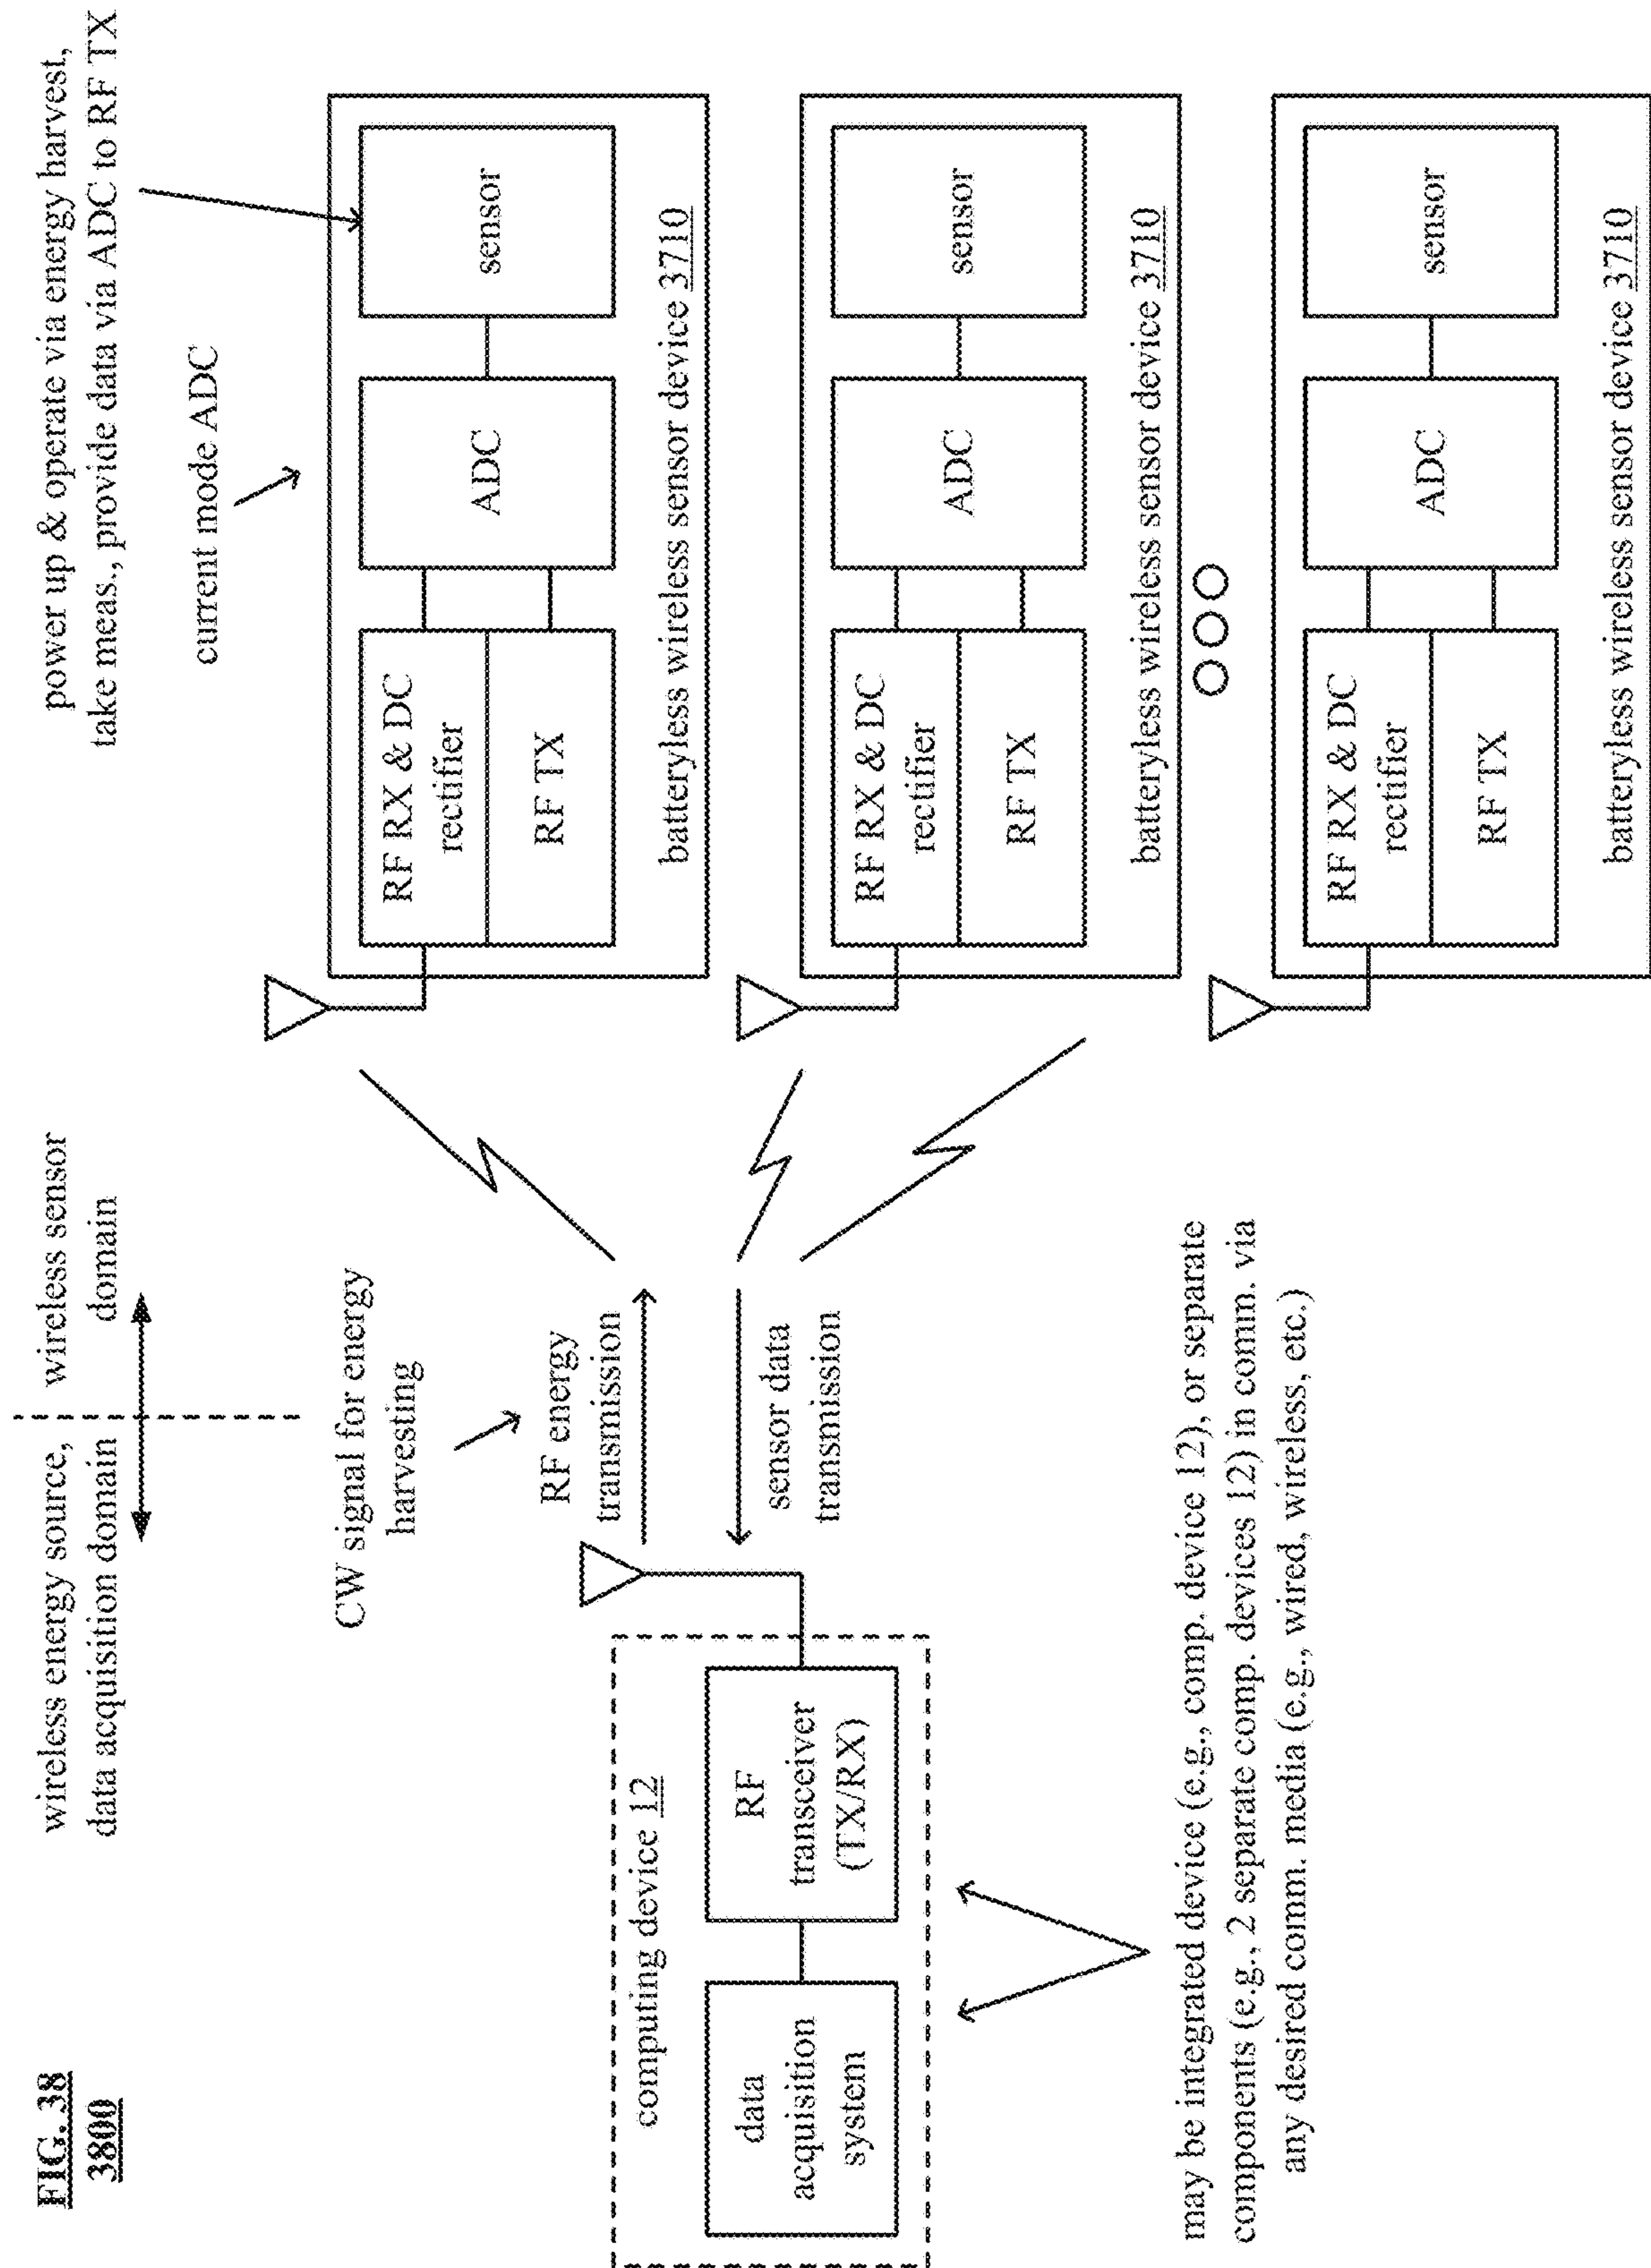 FIG. 38
3800
wireless energy source,
data acquisition domain
wireless sensor
domain
power up & operate via energy harvest,
take meas., provide data via ADC to RF TX
CW signal for energy
harvesting
current mode ADC
RF energy
transmission
sensor data
transmission
computing device 12
data
acquisition
system
RF
transceiver
(TX/RX)
RF RX & DC
rectifier
RF TX
ADC
sensor
batteryless wireless sensor device 3710
RF RX & DC
rectifier
RF TX
ADC
sensor
batteryless wireless sensor device 3710
RF RX & DC
rectifier
RF TX
ADC
sensor
batteryless wireless sensor device 3710
may be integrated device (e.g., comp. device 12), or separate
components (e.g., 2 separate comp. devices 12) in comm. via
any desired comm. media (e.g., wired, wireless, etc.)